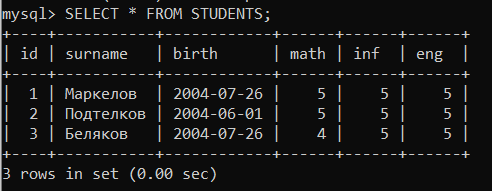 mysql> SELECT * FROM STUDENTS;
+----+-----------+------------+------+------+------+
| id | surname   | birth      | math | inf  | eng  |
+----+-----------+------------+------+------+------+
|  1 | Маркелов  | 2004-07-26 |    5 |    5 |    5 |
|  2 | Подтелков | 2004-06-01 |    5 |    5 |    5 |
|  3 | Беляков   | 2004-07-26 |    4 |    5 |    5 |
+----+-----------+------------+------+------+------+
3 rows in set (0.00 sec)